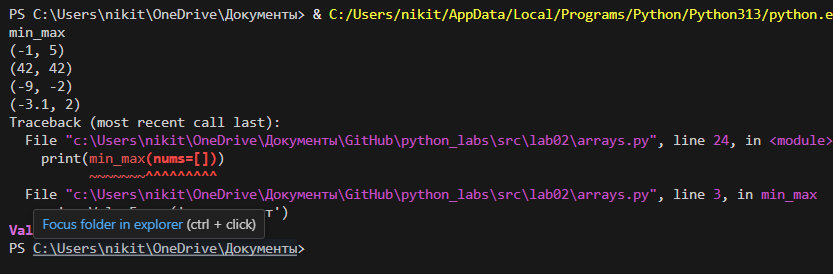 PS C:\Users\nikit\OneDrive\Документы> & C:/Users/nikit/AppData/Local/Programs/Python/Python313/python.e
min_max
(-1, 5)
(42, 42)
(-9, -2)
(-3.1, 2)
Traceback (most recent call last):
  File "c:\Users\nikit\OneDrive\Документы\GitHub\python_labs\src\lab02\arrays.py", line 24, in <module>
    print(min_max(nums=[]))
          ~~~~~~~^^^^^^^^^
  File "c:\Users\nikit\OneDrive\Документы\GitHub\python_labs\src\lab02\arrays.py", line 3, in min_max
т')
Focus folder in explorer (ctrl + click)
Val
PS C:\Users\nikit\OneDrive\Документы>